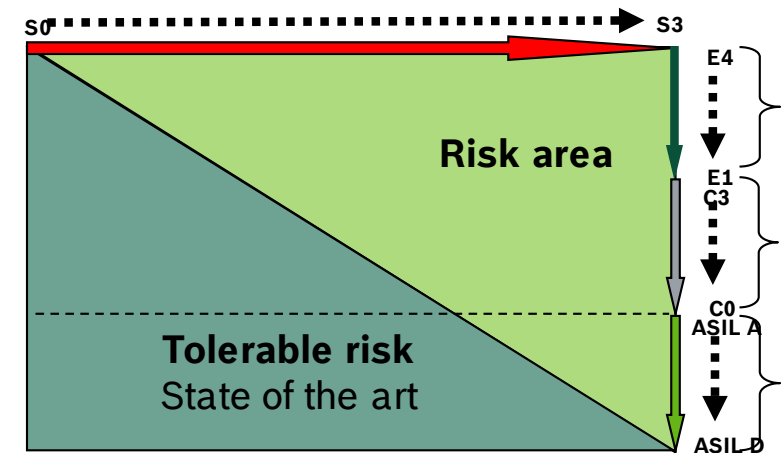 S0
S3
E4
Risk area
E1
C3
C0
ASIL A
Tolerable risk
State of the art
ASIL D